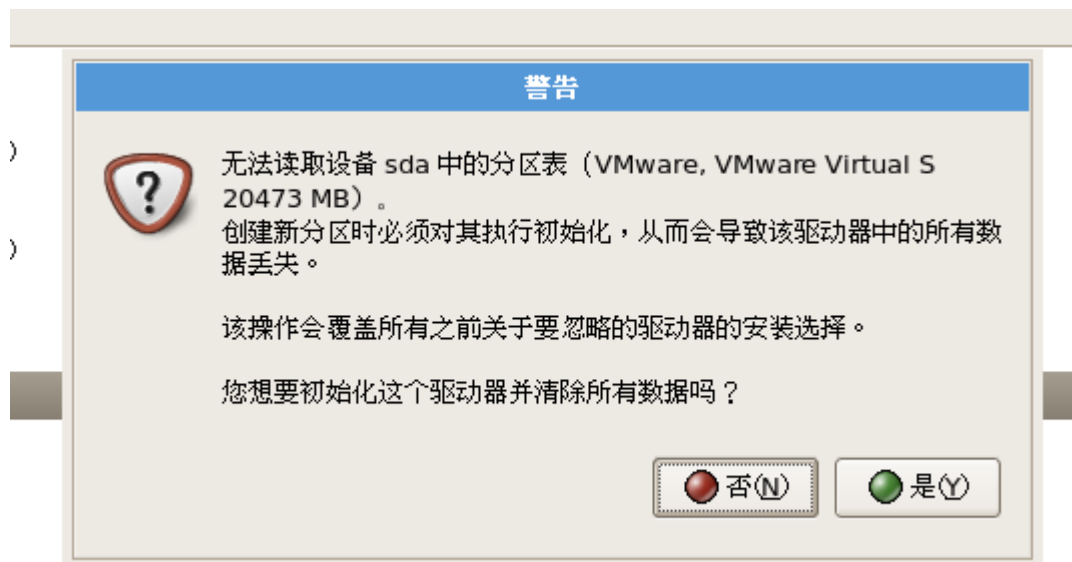 警告
无法读取设备 sda 中的分区表（VMware, VMware Virtual S
20473 MB）。
创建新分区时必须对其执行初始化，从而会导致该驱动器中的所有数
据丢失。
该操作会覆盖所有之前关于要忽略的驱动器的安装选择。
您想要初始化这个驱动器并清除所有数据吗？
否(N) 是(Y)